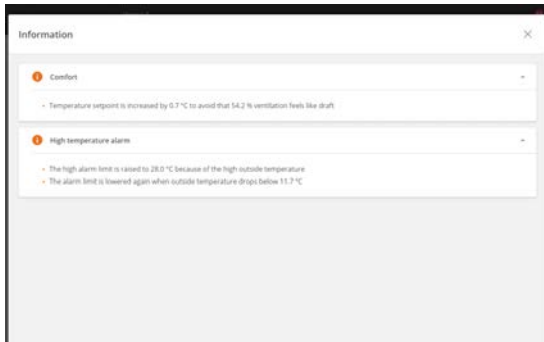 Information
Comfort
Temperature setpoint is increased by 0.7 °C to avoid that 54.2 % ventilation feels like draft
High temperature alarm
The high alarm limit is raised to 28.0 °C because of the high outside temperature
The alarm limit is lowered again when outside temperature drops below 11.7 °C